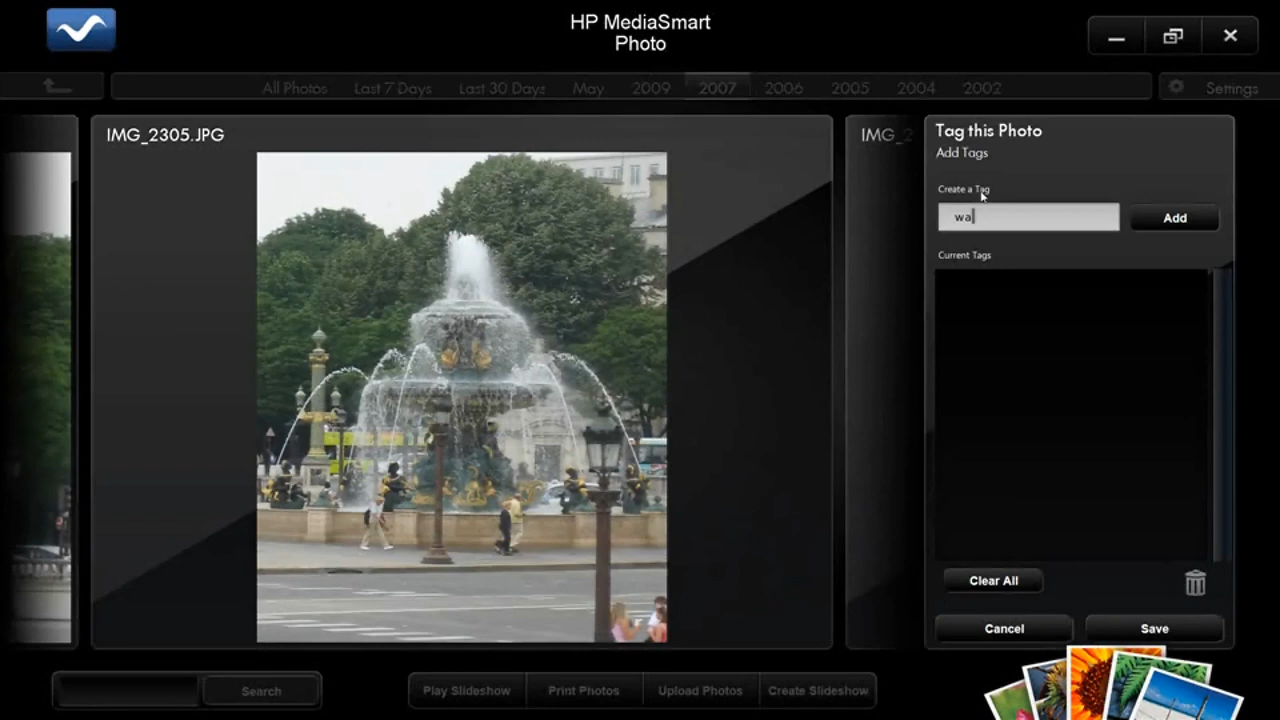 HP MediaSmart
Photo
All Photos Last 7 Days Last 30 Days May 2009 2007 2006 2005 2004 2002 Settings
IMG_2305.JPG
IMG_2
Tag this Photo
Add Tags
Create a Tag
wa
Add
Current Tags
Clear All
Cancel Save
Search
Play Slideshow Print Photos Upload Photos Create Slideshow